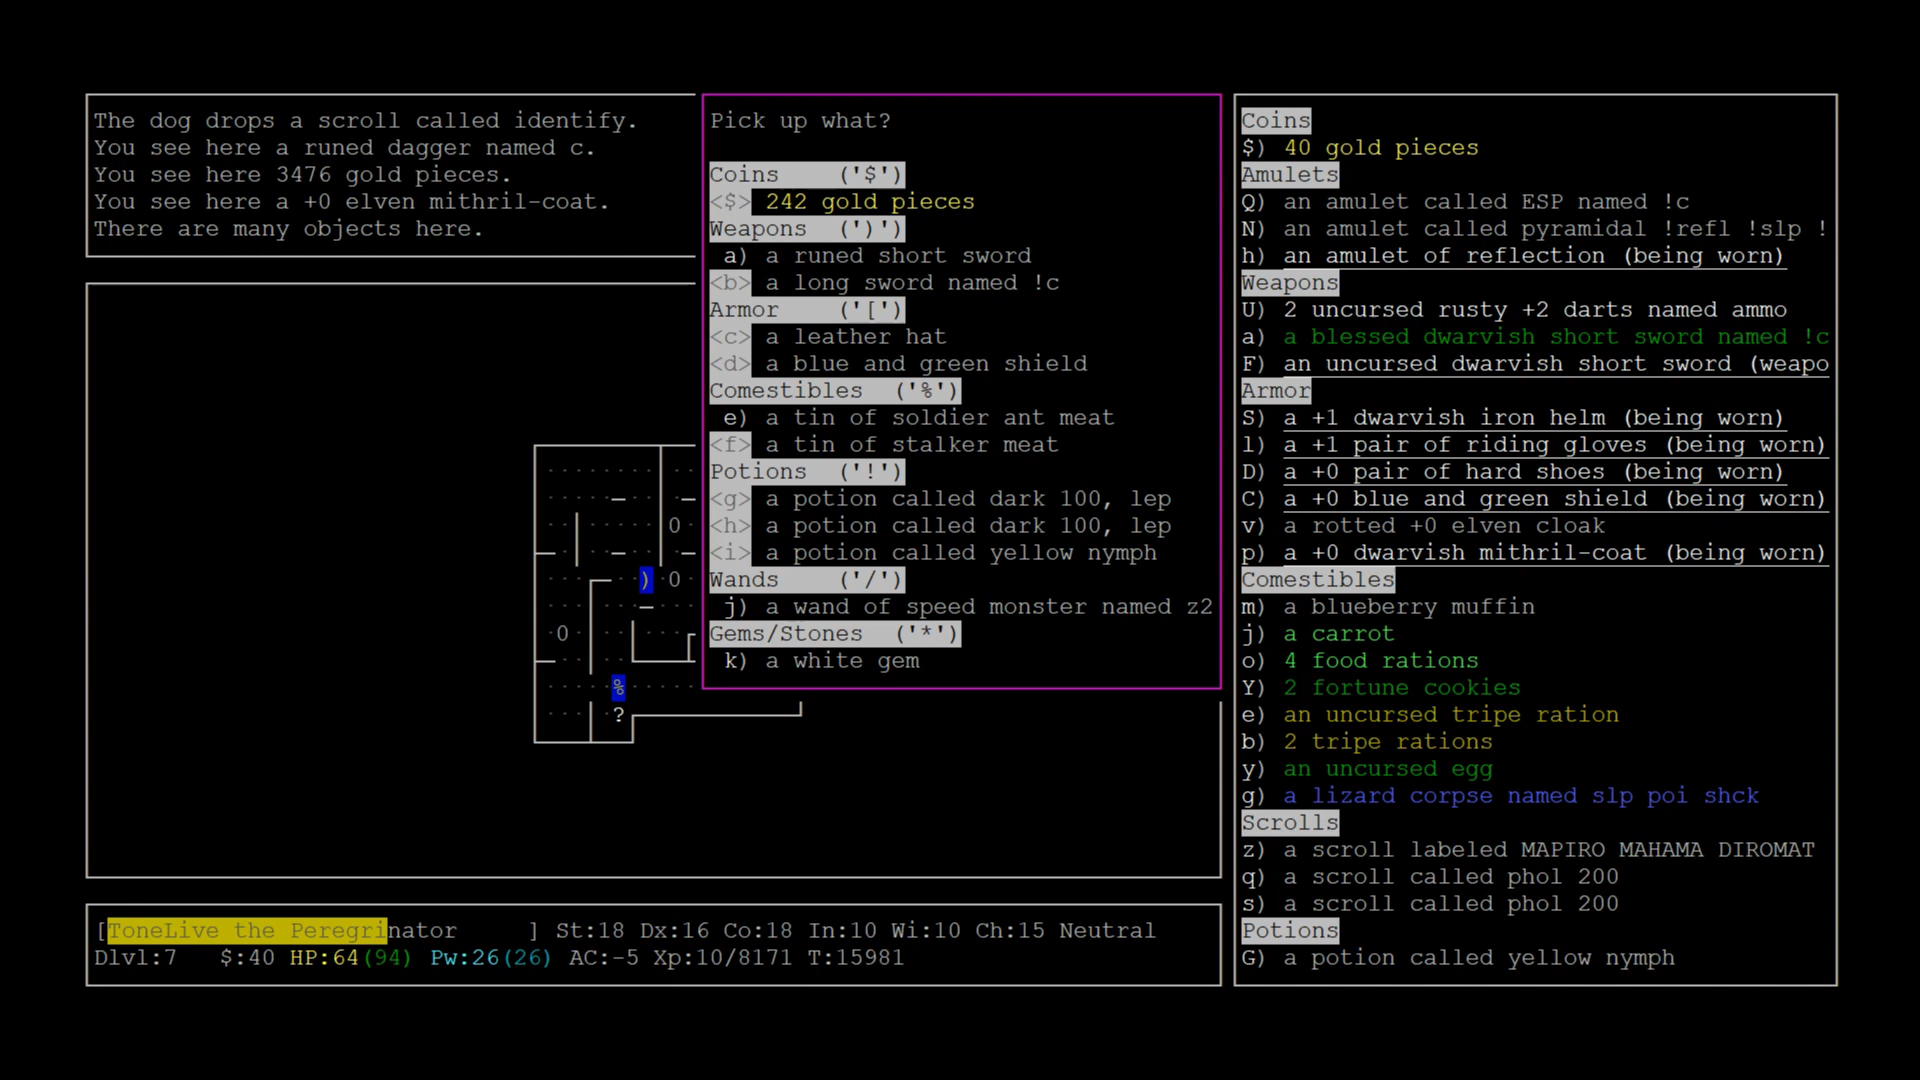 The dog drops a scroll called identify.
You see here a runed dagger named c.
You see here 3476 gold pieces.
You see here a +0 elven mithril-coat.
There are many objects here.
Pick up what?
Coins ('$')
<$> 242 gold pieces
Weapons (')')
a) a runed short sword
<b> a long sword named !c
Armor ('[')
<c> a leather hat
<d> a blue and green shield
Comestibles ('%')
e) a tin of soldier ant meat
<f> a tin of stalker meat
Potions ('!')
<g> a potion called dark 100, lep
<h> a potion called dark 100, lep
<i> a potion called yellow nymph
Wands ('/')
j) a wand of speed monster named z2
Gems/Stones ('*')
k) a white gem
Coins
$) 40 gold pieces
Amulets
Q) an amulet called ESP named !c
N) an amulet called pyramidal !refl !slp !
h) an amulet of reflection (being worn)
Weapons
U) 2 uncursed rusty +2 darts named ammo
a) a blessed dwarvish short sword named !c
F) an uncursed dwarvish short sword (weapo
Armor
S) a +1 dwarvish iron helm (being worn)
l) a +1 pair of riding gloves (being worn)
D) a +0 pair of hard shoes (being worn)
C) a +0 blue and green shield (being worn)
v) a rotted +0 elven cloak
p) a +0 dwarvish mithril-coat (being worn)
Comestibles
m) a blueberry muffin
j) a carrot
o) 4 food rations
Y) 2 fortune cookies
e) an uncursed tripe ration
b) 2 tripe rations
y) an uncursed egg
g) a lizard corpse named slp poi shck
Scrolls
z) a scroll labeled MAPIRO MAHAMA DIROMAT
q) a scroll called phol 200
s) a scroll called phol 200
Potions
G) a potion called yellow nymph
[ToneLive the Peregrinator ] St:18 Dx:16 Co:18 In:10 Wi:10 Ch:15 Neutral
Dlvl:7 $:40 HP:64(94) Pw:26(26) AC:-5 Xp:10/8171 T:15981